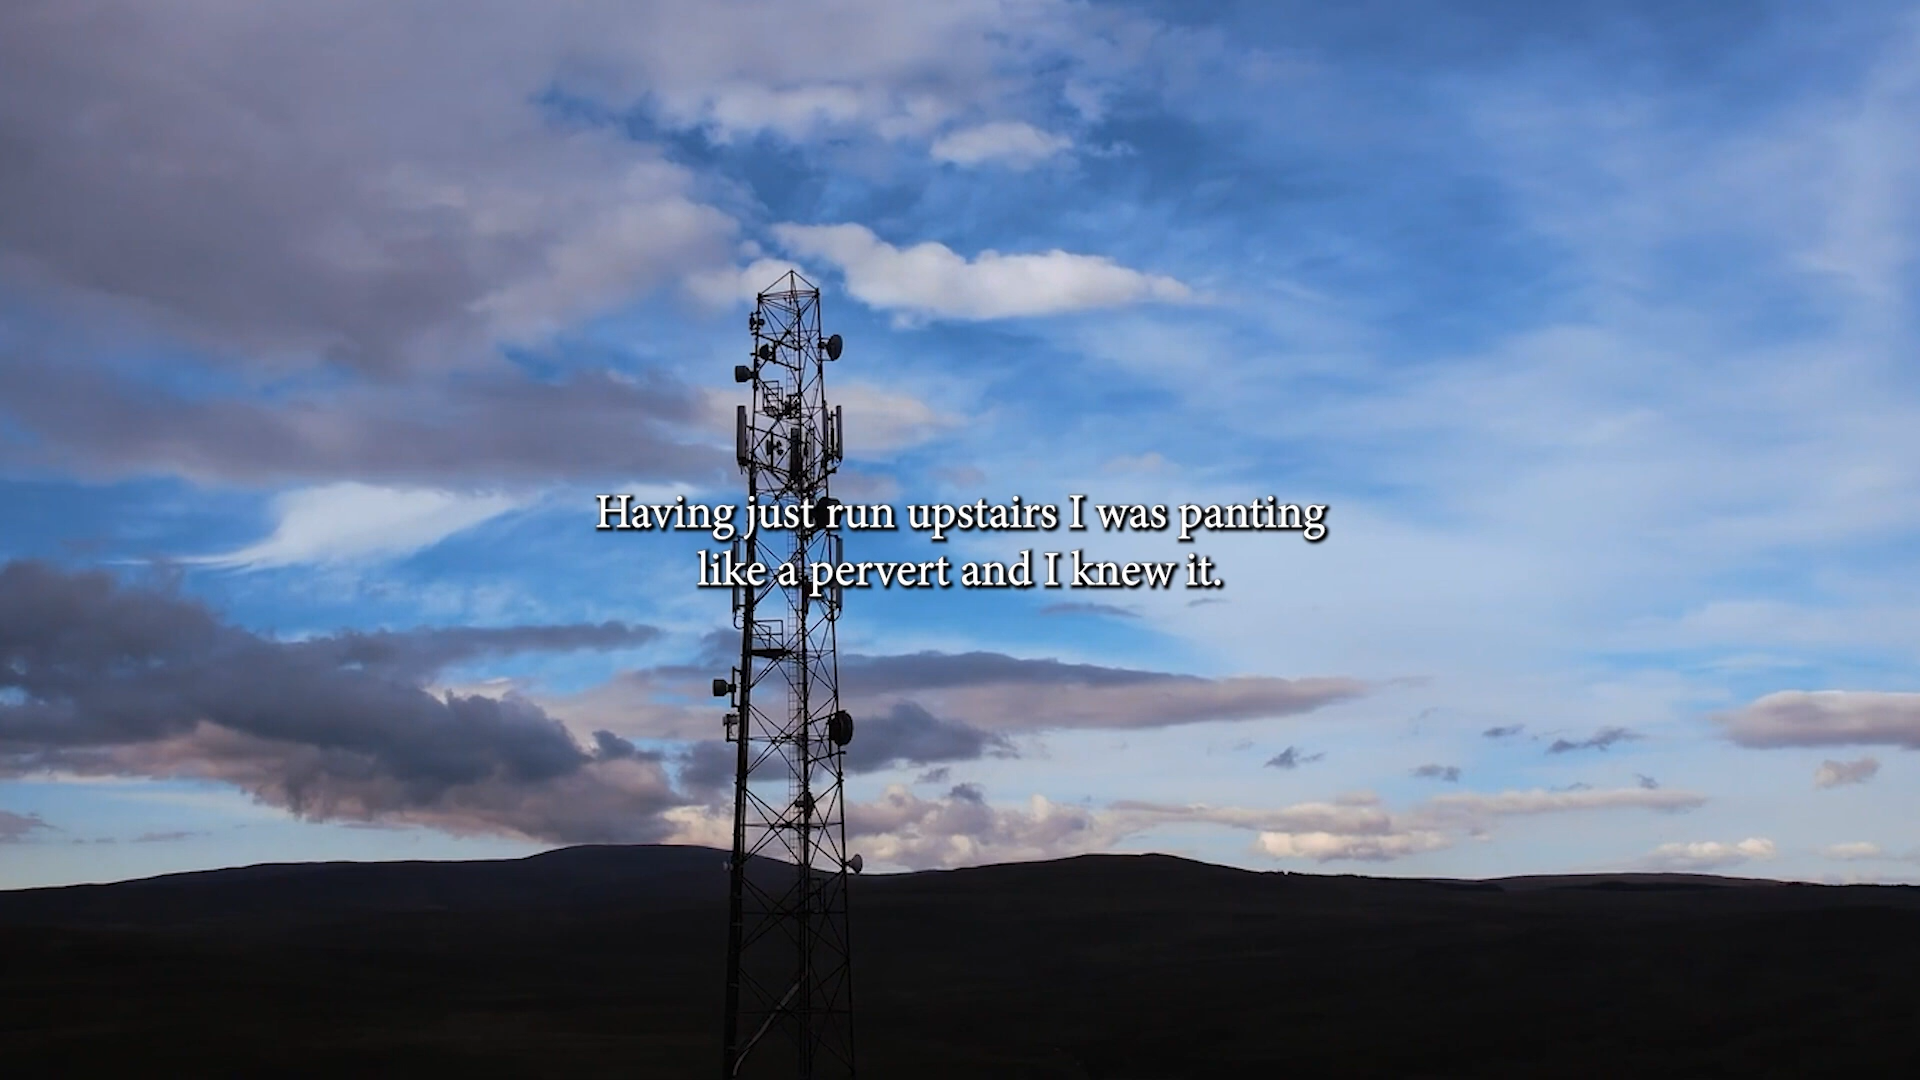 Having just run upstairs I was panting
like a pervert and I knew it.